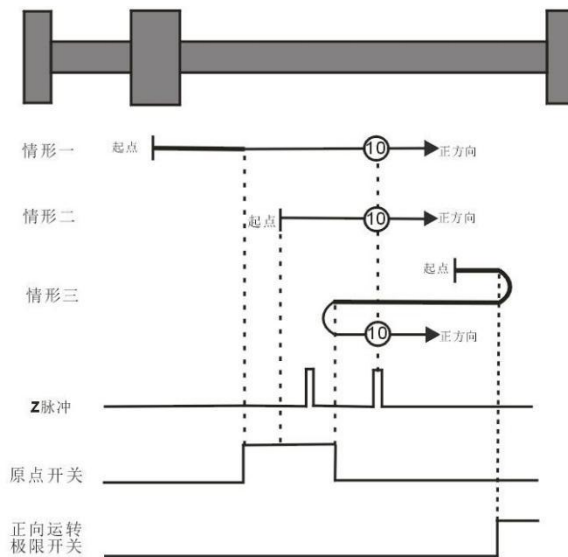 情形一 起点 10 正方向
情形二 起点 10 正方向
起点
情形三
10 正方向
Z脉冲
原点开关
正向运转
极限开关